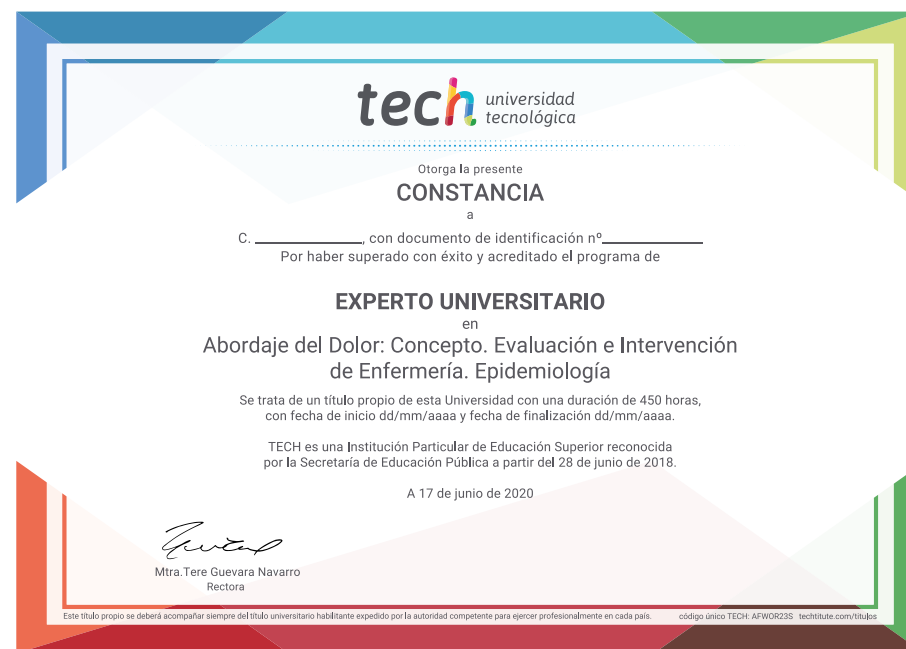 tech universidad
tecnológica
Otorga la presente
CONSTANCIA
a
C. ______________, con documento de identificación nº_____________
Por haber superado con éxito y acreditado el programa de
EXPERTO UNIVERSITARIO
en
Abordaje del Dolor: Concepto. Evaluación e Intervención
de Enfermería. Epidemiología
Se trata de un título propio de esta Universidad con una duración de 450 horas,
con fecha de inicio dd/mm/aaaa y fecha de finalización dd/mm/aaaa.
TECH es una Institución Particular de Educación Superior reconocida
por la Secretaría de Educación Pública a partir del 28 de junio de 2018.
A 17 de junio de 2020
Mtra.Tere Guevara Navarro
Rectora
Este título propio se deberá acompañar siempre del título universitario habilitante expedido por la autoridad competente para ejercer profesionalmente en cada país. código único TECH: AFWOR23S techtitute.com/titulos